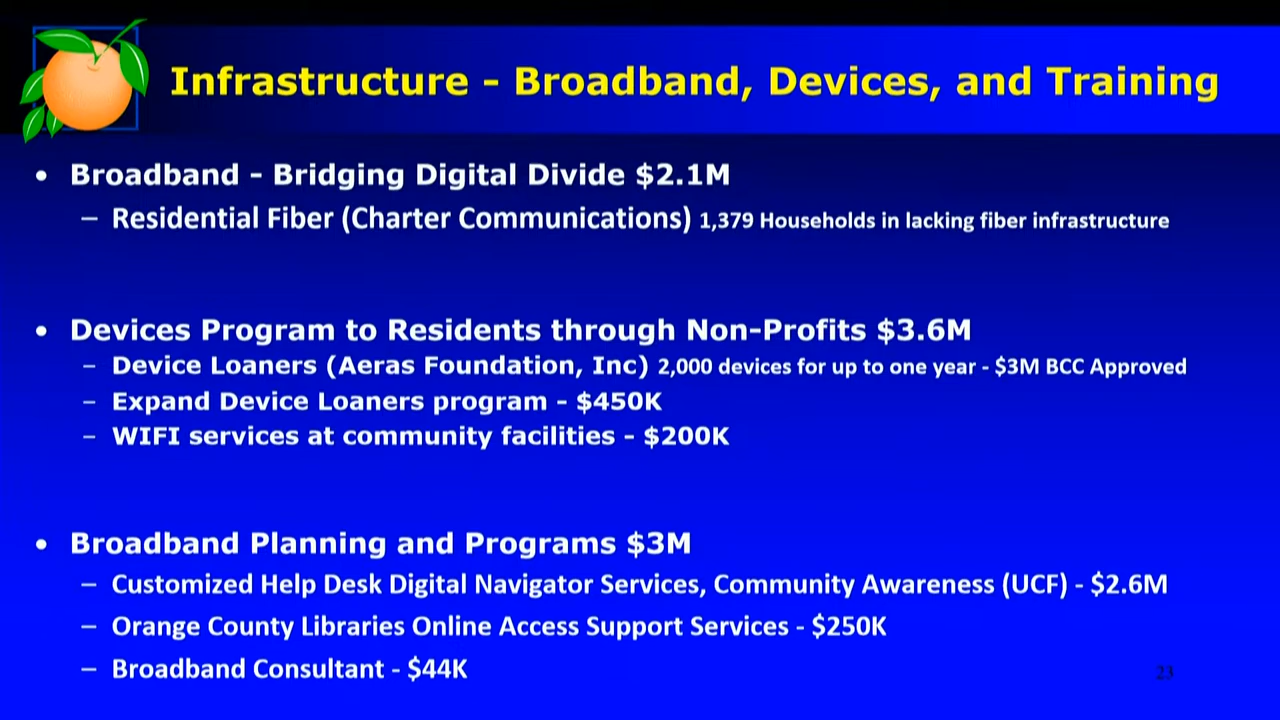 Infrastructure - Broadband, Devices, and Training
• Broadband - Bridging Digital Divide $2.1M
– Residential Fiber (Charter Communications) 1,379 Households in lacking fiber infrastructure
• Devices Program to Residents through Non-Profits $3.6M
– Device Loaners (Aeras Foundation, Inc) 2,000 devices for up to one year - $3M BCC Approved
– Expand Device Loaners program - $450K
– WIFI services at community facilities - $200K
• Broadband Planning and Programs $3M
– Customized Help Desk Digital Navigator Services, Community Awareness (UCF) - $2.6M
– Orange County Libraries Online Access Support Services - $250K
– Broadband Consultant - $44K
23